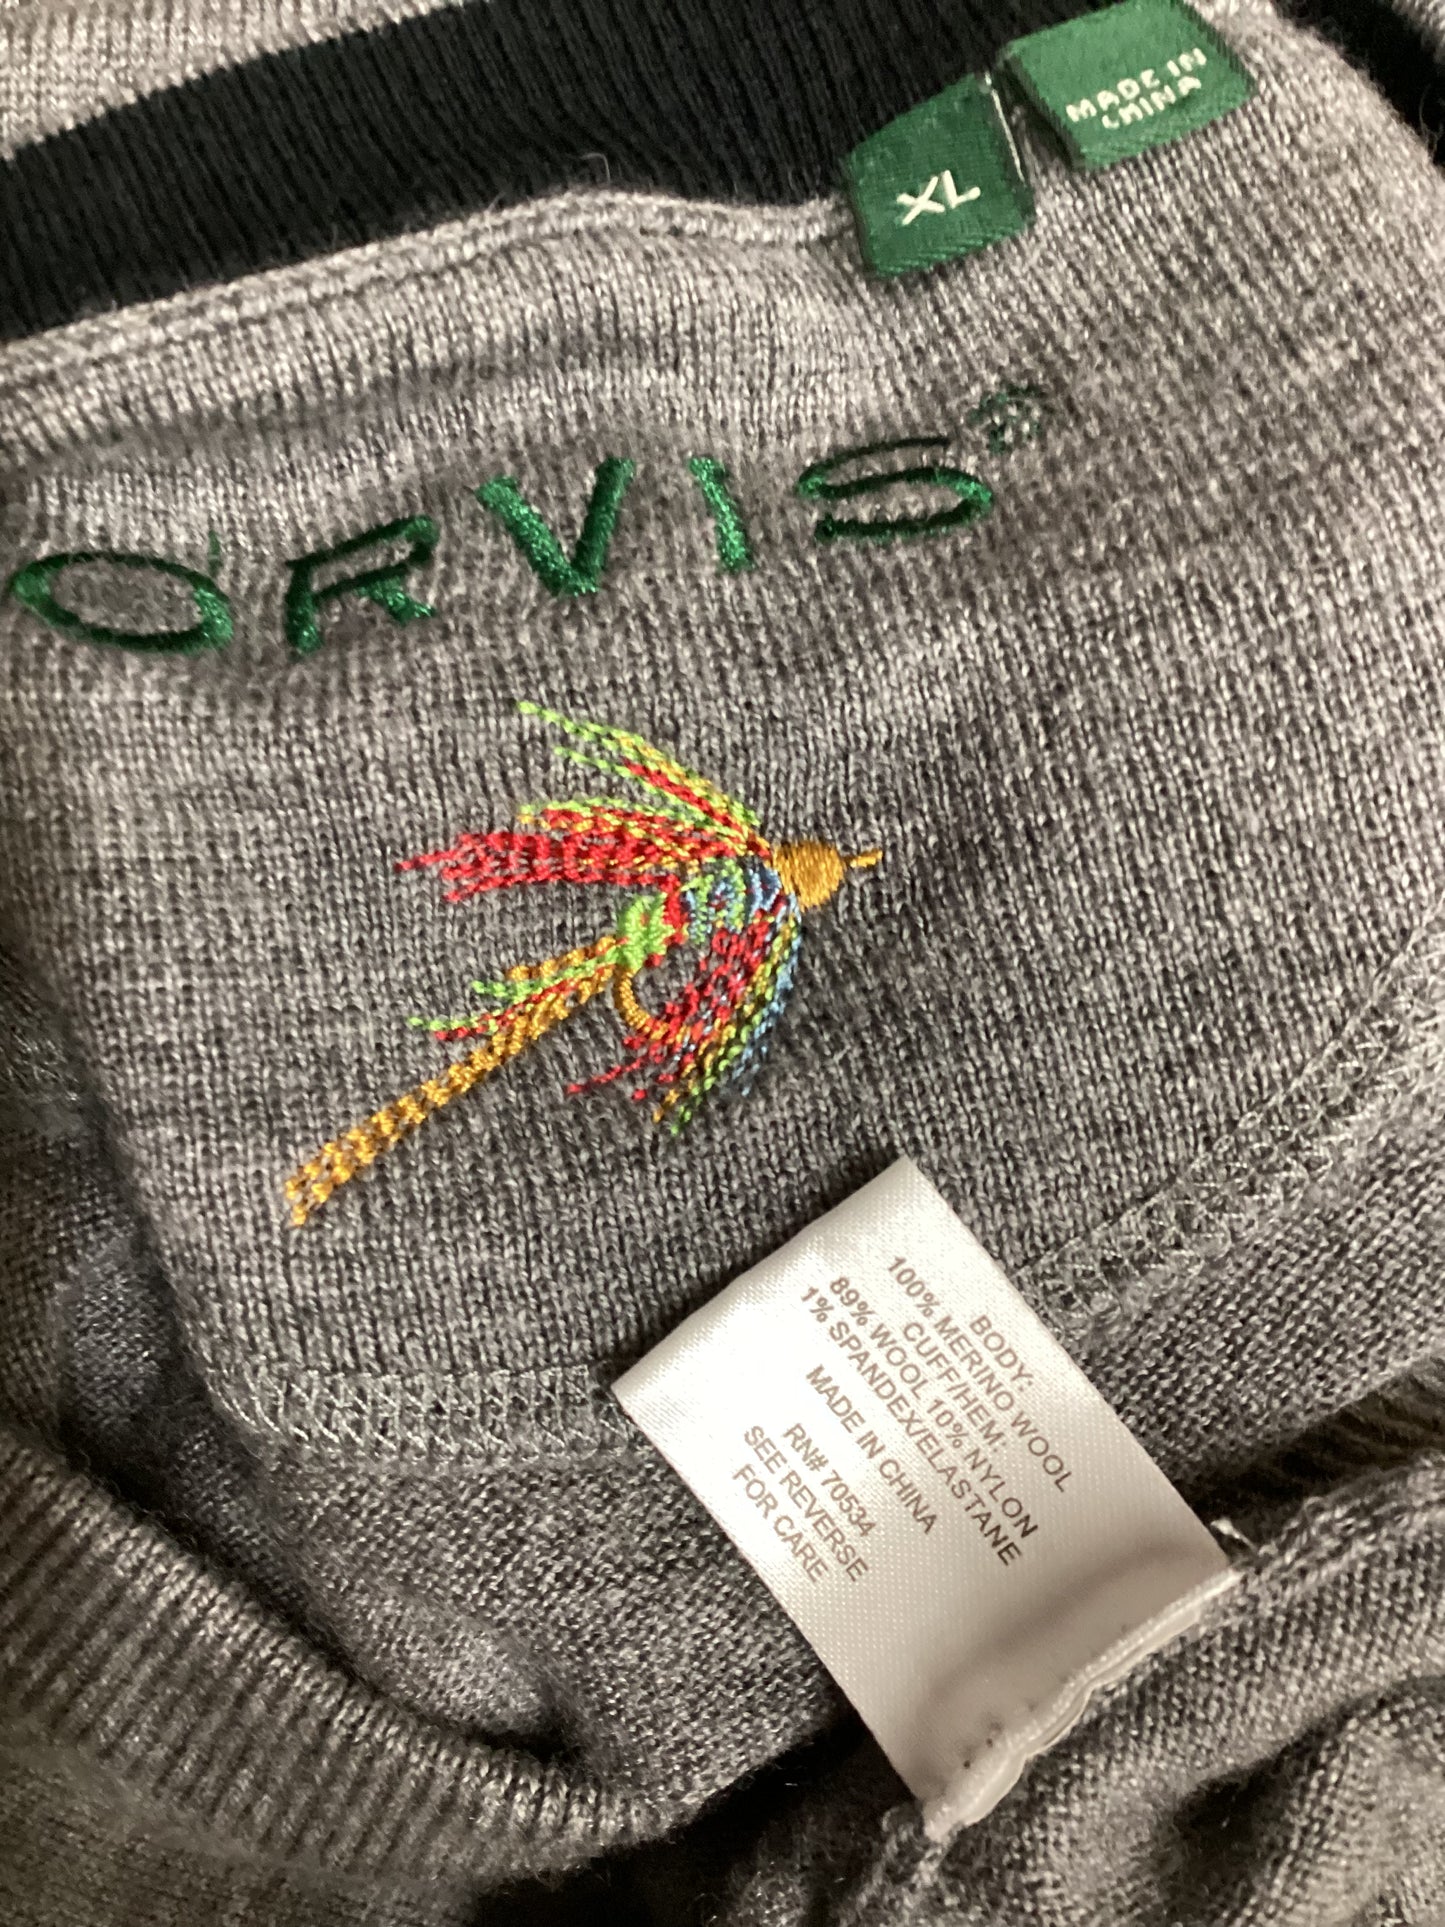 MADE IN
CHINA
XL
ORVIS®
BODY:
100% MERINO WOOL
CUFF/HEM:
89% WOOL 10% NYLON
1% SPANDEX/ELASTANE
MADE IN CHINA
RN# 70534
SEE REVERSE
FOR CARE